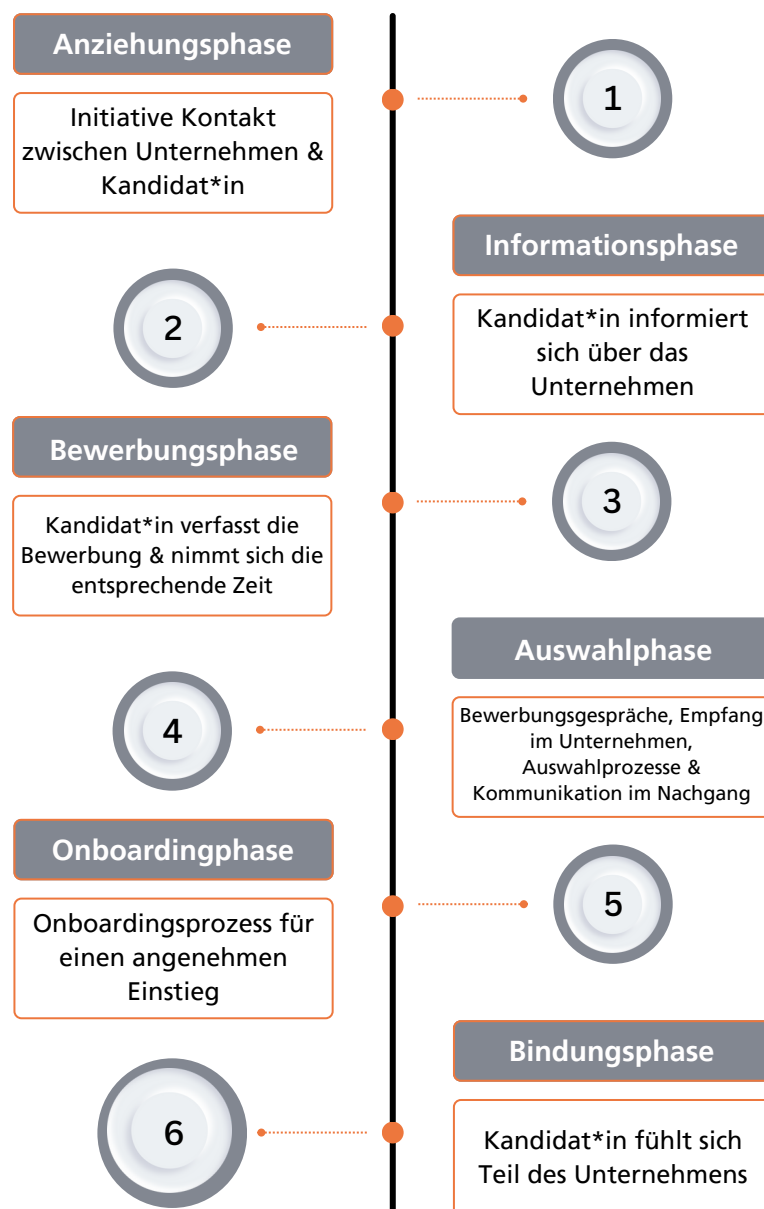 Anziehungsphase
1
Initiative Kontakt
zwischen Unternehmen &
Kandidat*in
Informationsphase
2
Kandidat*in informiert
sich über das
Unternehmen
Bewerbungsphase
3
Kandidat*in verfasst die
Bewerbung & nimmt sich die
entsprechende Zeit
Auswahlphase
4
Bewerbungsgespräche, Empfang
im Unternehmen,
Auswahlprozesse &
Kommunikation im Nachgang
Onboardingphase
5
Onboardingsprozess für
einen angenehmen
Einstieg
Bindungsphase
6
Kandidat*in fühlt sich
Teil des Unternehmens